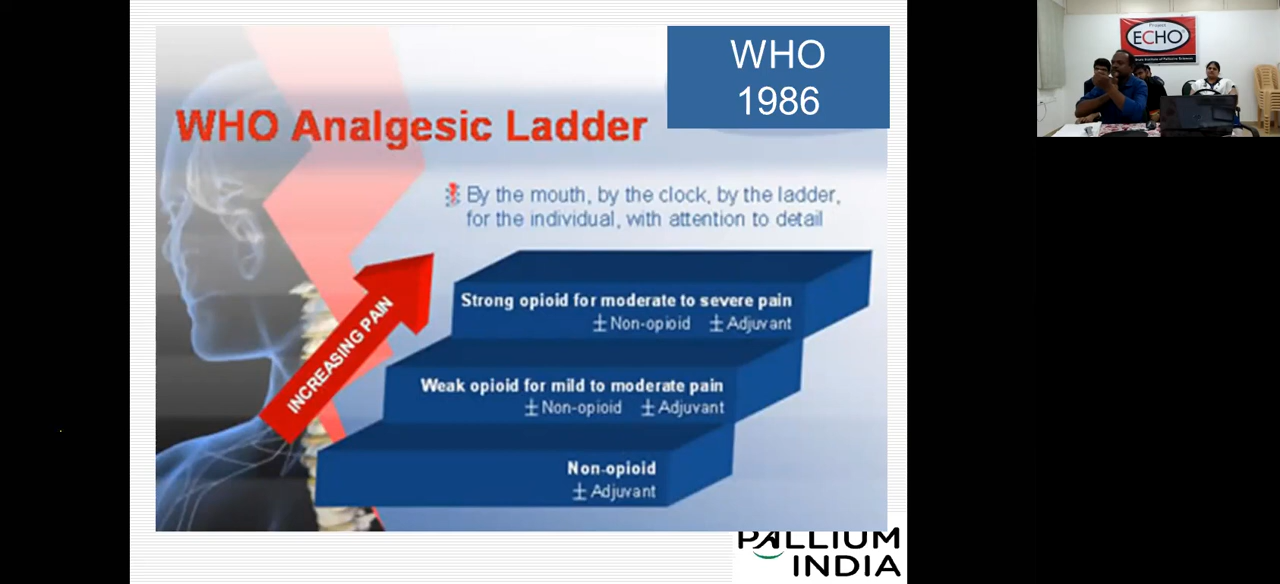 WHO
1986
WHO Analgesic Ladder
By the mouth, by the clock, by the ladder,
for the individual, with attention to detail
INCREASING PAIN
Strong opioid for moderate to severe pain
± Non-opioid ± Adjuvant
Weak opioid for mild to moderate pain
± Non-opioid ± Adjuvant
Non-opioid
± Adjuvant
PALLIUM
INDIA
Project
ECHO